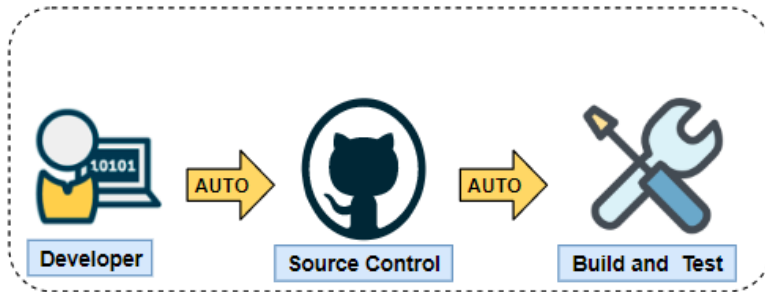 10101
AUTO
AUTO
Developer
Source Control
Build and Test